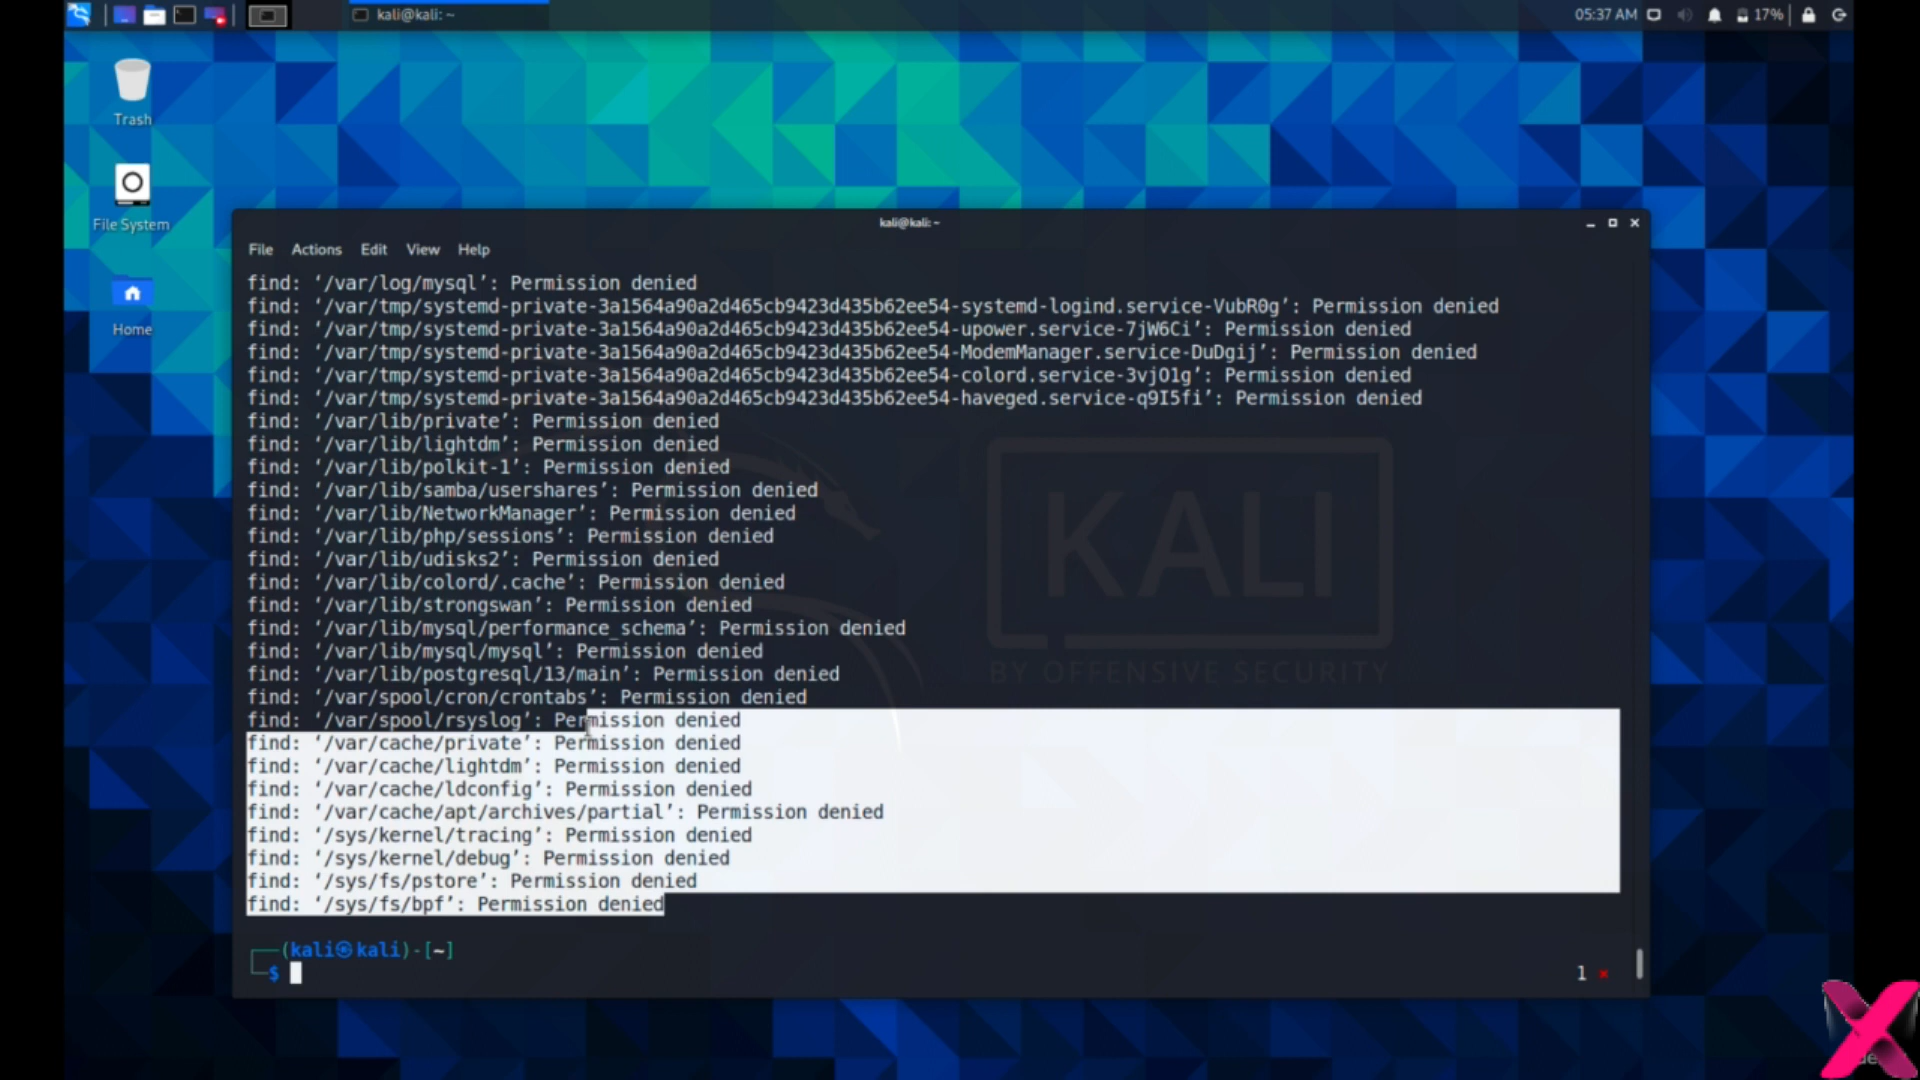 kali@kali: ~
05:37 AM
17%
Trash
File System
Home
kali@kali: ~
File Actions Edit View Help
find: ‘/var/log/mysql’: Permission denied
find: ‘/var/tmp/systemd-private-3a1564a90a2d465cb9423d435b62ee54-systemd-logind.service-VubR0g’: Permission denied
find: ‘/var/tmp/systemd-private-3a1564a90a2d465cb9423d435b62ee54-upower.service-7jW6Ci’: Permission denied
find: ‘/var/tmp/systemd-private-3a1564a90a2d465cb9423d435b62ee54-ModemManager.service-DuDgij’: Permission denied
find: ‘/var/tmp/systemd-private-3a1564a90a2d465cb9423d435b62ee54-colord.service-3vjO1g’: Permission denied
find: ‘/var/tmp/systemd-private-3a1564a90a2d465cb9423d435b62ee54-haveged.service-q9I5fi’: Permission denied
find: ‘/var/lib/private’: Permission denied
find: ‘/var/lib/lightdm’: Permission denied
find: ‘/var/lib/polkit-1’: Permission denied
find: ‘/var/lib/samba/usershares’: Permission denied
find: ‘/var/lib/NetworkManager’: Permission denied
find: ‘/var/lib/php/sessions’: Permission denied
find: ‘/var/lib/udisks2’: Permission denied
find: ‘/var/lib/colord/.cache’: Permission denied
find: ‘/var/lib/strongswan’: Permission denied
find: ‘/var/lib/mysql/performance_schema’: Permission denied
find: ‘/var/lib/mysql/mysql’: Permission denied
find: ‘/var/lib/postgresql/13/main’: Permission denied
find: ‘/var/spool/cron/crontabs’: Permission denied
find: ‘/var/spool/rsyslog’: Permission denied
find: ‘/var/cache/private’: Permission denied
find: ‘/var/cache/lightdm’: Permission denied
find: ‘/var/cache/ldconfig’: Permission denied
find: ‘/var/cache/apt/archives/partial’: Permission denied
find: ‘/sys/kernel/tracing’: Permission denied
find: ‘/sys/kernel/debug’: Permission denied
find: ‘/sys/fs/pstore’: Permission denied
find: ‘/sys/fs/bpf’: Permission denied
KALI
BY OFFENSIVE SECURITY
(kali㉿kali)-[~]
$
1 ×